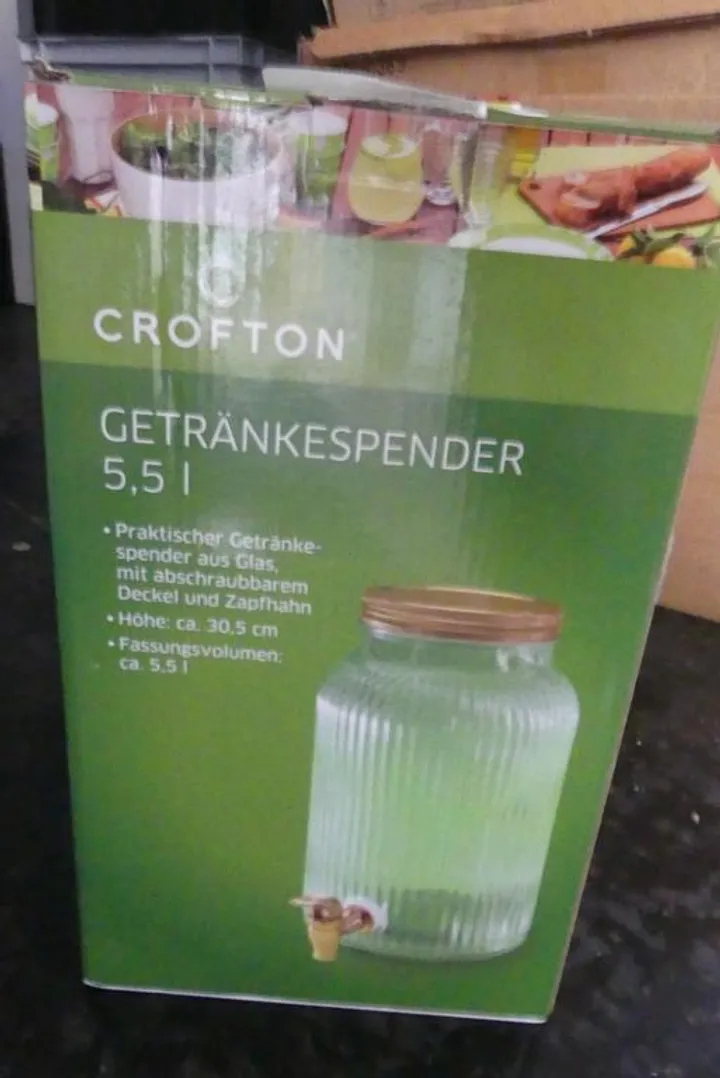 CROFTON
GETRÄNKESPENDER
5,5 l
• Praktischer Getränke-
spender aus Glas,
mit abschraubbarem
Deckel und Zapfhahn
• Höhe: ca. 30,5 cm
• Fassungsvolumen:
ca. 5,5 l